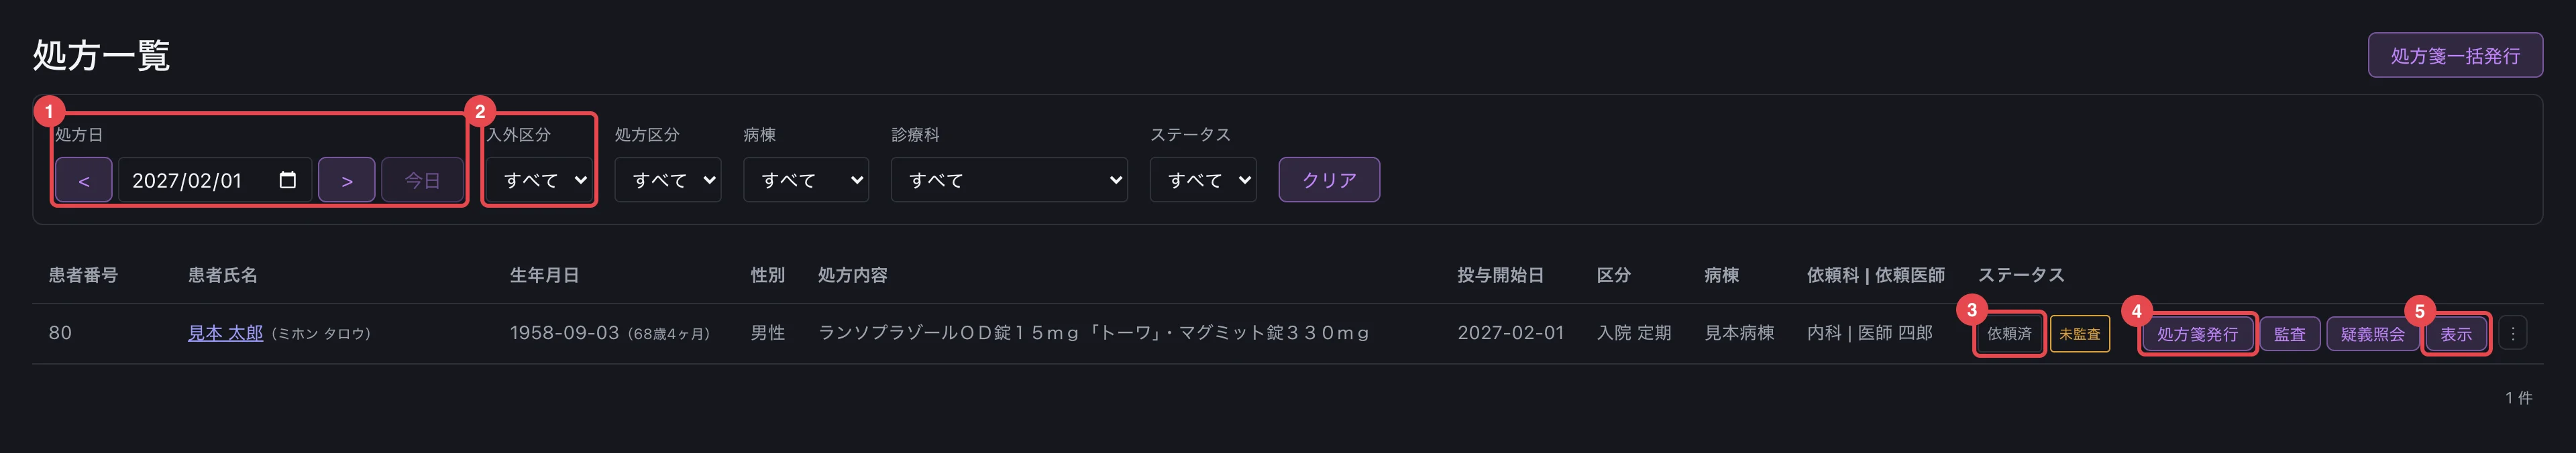 処方一覧
処方箋一括発行
1 2
処方日 入外区分 処方区分 病棟 診療科 ステータス
< 2027/02/01 > 今日 すべて すべて すべて すべて すべて クリア
患者番号 患者氏名 生年月日 性別 処方内容 投与開始日 区分 病棟 依頼科 | 依頼医師 ステータス
3 4 5
80 見本 太郎 (ミホン タロウ) 1958-09-03 (68歳4ヶ月) 男性 ランソプラゾールOD錠15mg「トーワ」・マグミット錠330mg 2027-02-01 入院 定期 見本病棟 内科 | 医師 四郎 依頼済 未監査 処方箋発行 監査 疑義照会 表示 ⋮
1 件